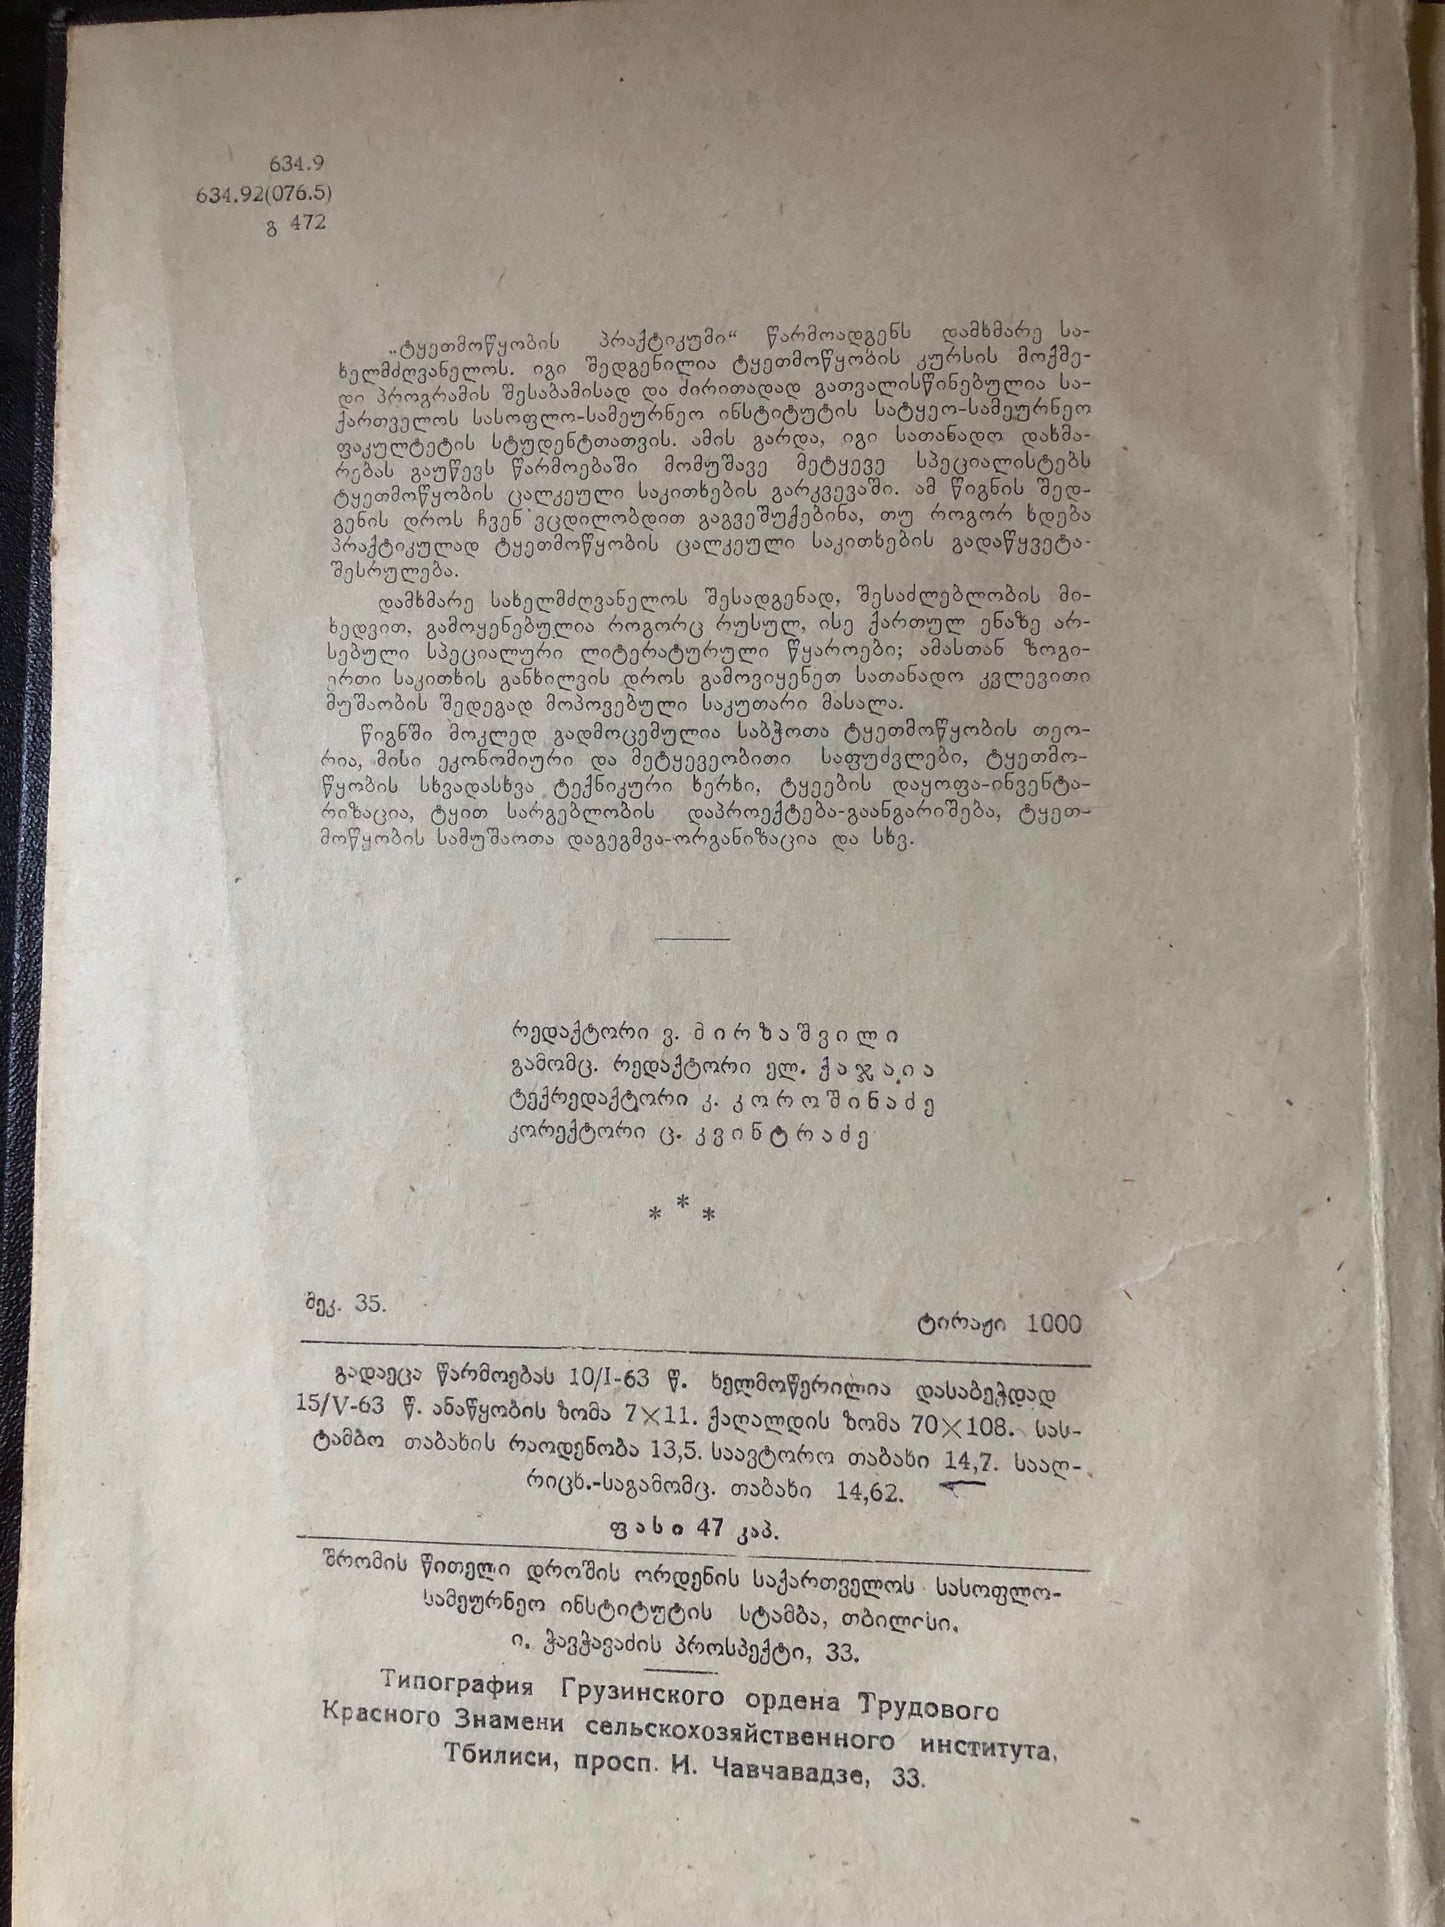 634.9
634.92(076.5)
გ 472
„ტყეთმოწყობის პრაქტიკუმი“ წარმოადგენს დამხმარე სა-
ხელმძღვანელოს. იგი შედგენილია ტყეთმოწყობის კურსის მოქმე-
დი პროგრამის შესაბამისად და ძირითადად გათვალისწინებულია სა-
ქართველოს სასოფლო-სამეურნეო ინსტიტუტის სატყეო-სამეურნეო
ფაკულტეტის სტუდენტთათვის. ამის გარდა, იგი სათანადო დახმა-
რებას გაუწევს წარმოებაში მომუშავე მეტყევე სპეციალისტებს
ტყეთმოწყობის ცალკეული საკითხების გარკვევაში. ამ წიგნის შედ-
გენის დროს ჩვენ ვცდილობდით გაგვეშუქებინა, თუ როგორ ხდება
პრაქტიკულად ტყეთმოწყობის ცალკეული საკითხების გადაწყვეტა-
შესრულება.
დამხმარე სახელმძღვანელოს შესადგენად, შესაძლებლობის მი-
ხედვით, გამოყენებულია როგორც რუსულ, ისე ქართულ ენაზე არ-
სებული სპეციალური ლიტერატურული წყაროები; ამასთან ზოგი-
ერთი საკითხის განხილვის დროს გამოვიყენეთ სათანადო კვლევითი
მუშაობის შედეგად მოპოვებული საკუთარი მასალა.
წიგნში მოკლედ გადმოცემულია საბჭოთა ტყეთმოწყობის თეო-
რია, მისი ეკონომიური და მეტყევეობითი საფუძვლები, ტყეთმო-
წყობის სხვადასხვა ტექნიკური ხერხი, ტყეების დაყოფა-ინვენტა-
რიზაცია, ტყით სარგებლობის დაპროექტება-გაანგარიშება, ტყეთ-
მოწყობის სამუშაოთა დაგეგმვა-ორგანიზაცია და სხვ.
რედაქტორი ვ. მირზაშვილი
გამომც. რედაქტორი ელ. ქაჯაია
ტექრედაქტორი კ. კოროშინაძე
კორექტორი ც. კვინტრაძე
* * *
შეკ. 35.
ტირაჟი 1000
გადაეცა წარმოებას 10/I-63 წ. ხელმოწერილია დასაბეჭდად
15/V-63 წ. ანაწყობის ზომა 7×11. ქაღალდის ზომა 70×108. სას-
ტამბო თაბახის რაოდენობა 13,5. საავტორო თაბახი 14,7. სააღ-
რიცხ.-საგამომც. თაბახი 14,62.
ფასი 47 კაპ.
შრომის წითელი დროშის ორდენის საქართველოს სასოფლო-
სამეურნეო ინსტიტუტის სტამბა, თბილისი.
ი. ჭავჭავაძის პროსპექტი, 33.
Типография Грузинского ордена Трудового
Красного Знамени сельскохозяйственного института.
Тбилиси, просп. И. Чавчавадзе, 33.